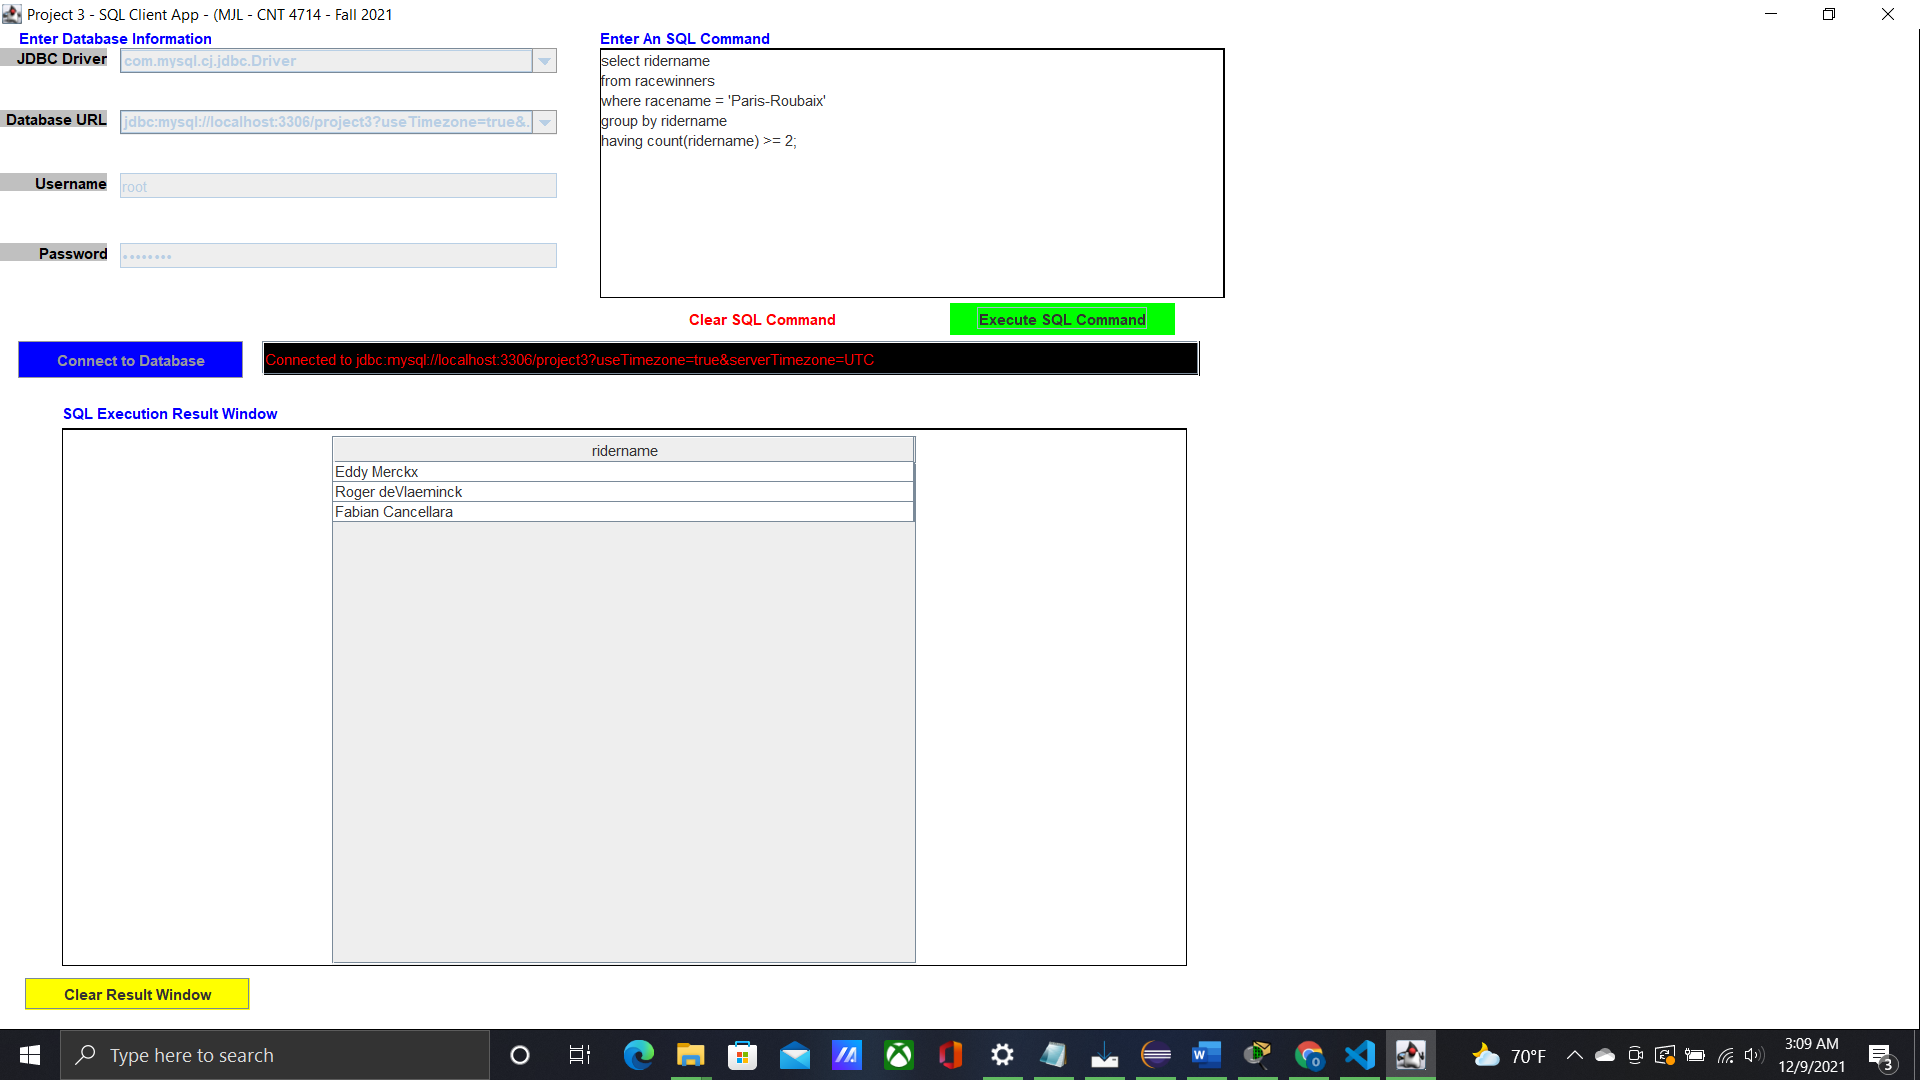 Project 3 - SQL Client App - (MJL - CNT 4714 - Fall 2021
Enter Database Information
JDBC Driver
com.mysql.cj.jdbc.Driver
Database URL
jdbc:mysql://localhost:3306/project3?useTimezone=true&.
Username
root
Password
••••••••
Enter An SQL Command
select ridername
from racewinners
where racename = 'Paris-Roubaix'
group by ridername
having count(ridername) >= 2;
Clear SQL Command
Execute SQL Command
Connect to Database
Connected to jdbc:mysql://localhost:3306/project3?useTimezone=true&serverTimezone=UTC
SQL Execution Result Window
ridername
Eddy Merckx
Roger deVlaeminck
Fabian Cancellara
Clear Result Window
Type here to search
70°F
3:09 AM
12/9/2021
3